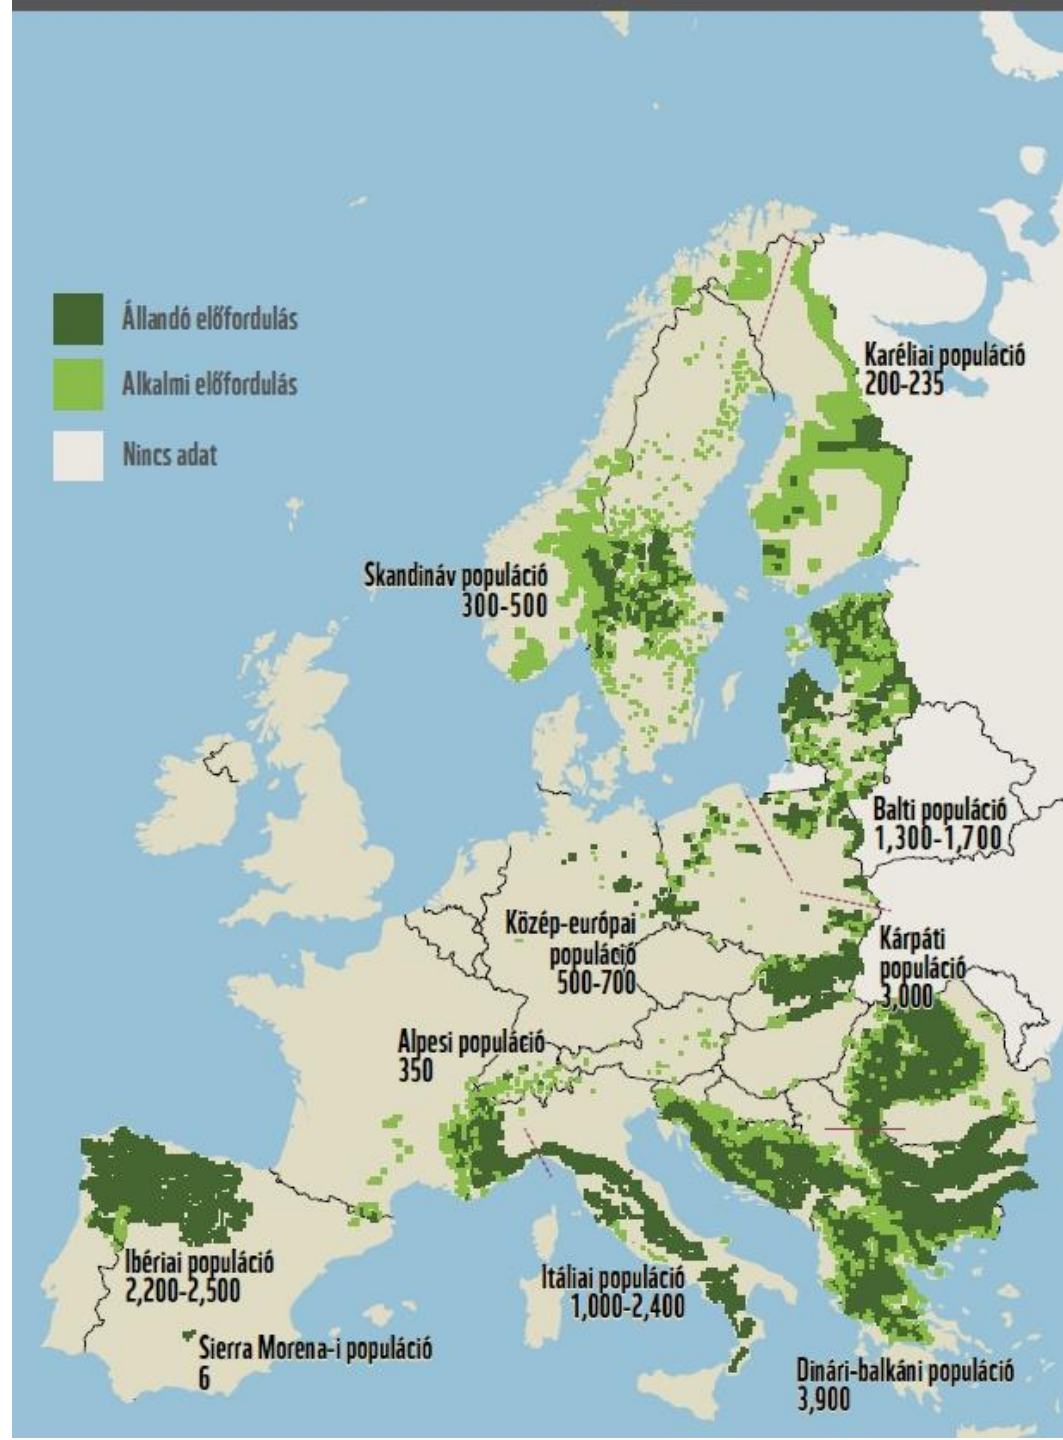 Állandó előfordulás
Alkalmi előfordulás
Nincs adat
Karéliai populáció
200-235
Skandináv populáció
300-500
Balti populáció
1,300-1,700
Közép-európai
populáció
500-700
Kárpáti
populáció
3,000
Alpesi populáció
350
Ibériai populáció
2,200-2,500
Itáliai populáció
1,000-2,400
Sierra Morena-i populáció
6
Dinári-balkáni populáció
3,900